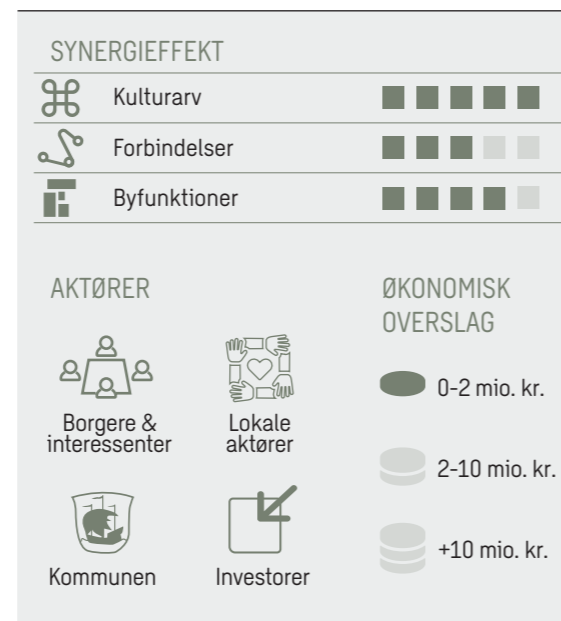 SYNERGIEFFEKT
Kulturarv
Forbindelser
Byfunktioner
AKTØRER
Borgere &
interessenter
Lokale
aktører
Kommunen
Investorer
ØKONOMISK
OVERSLAG
0-2 mio. kr.
2-10 mio. kr.
+10 mio. kr.